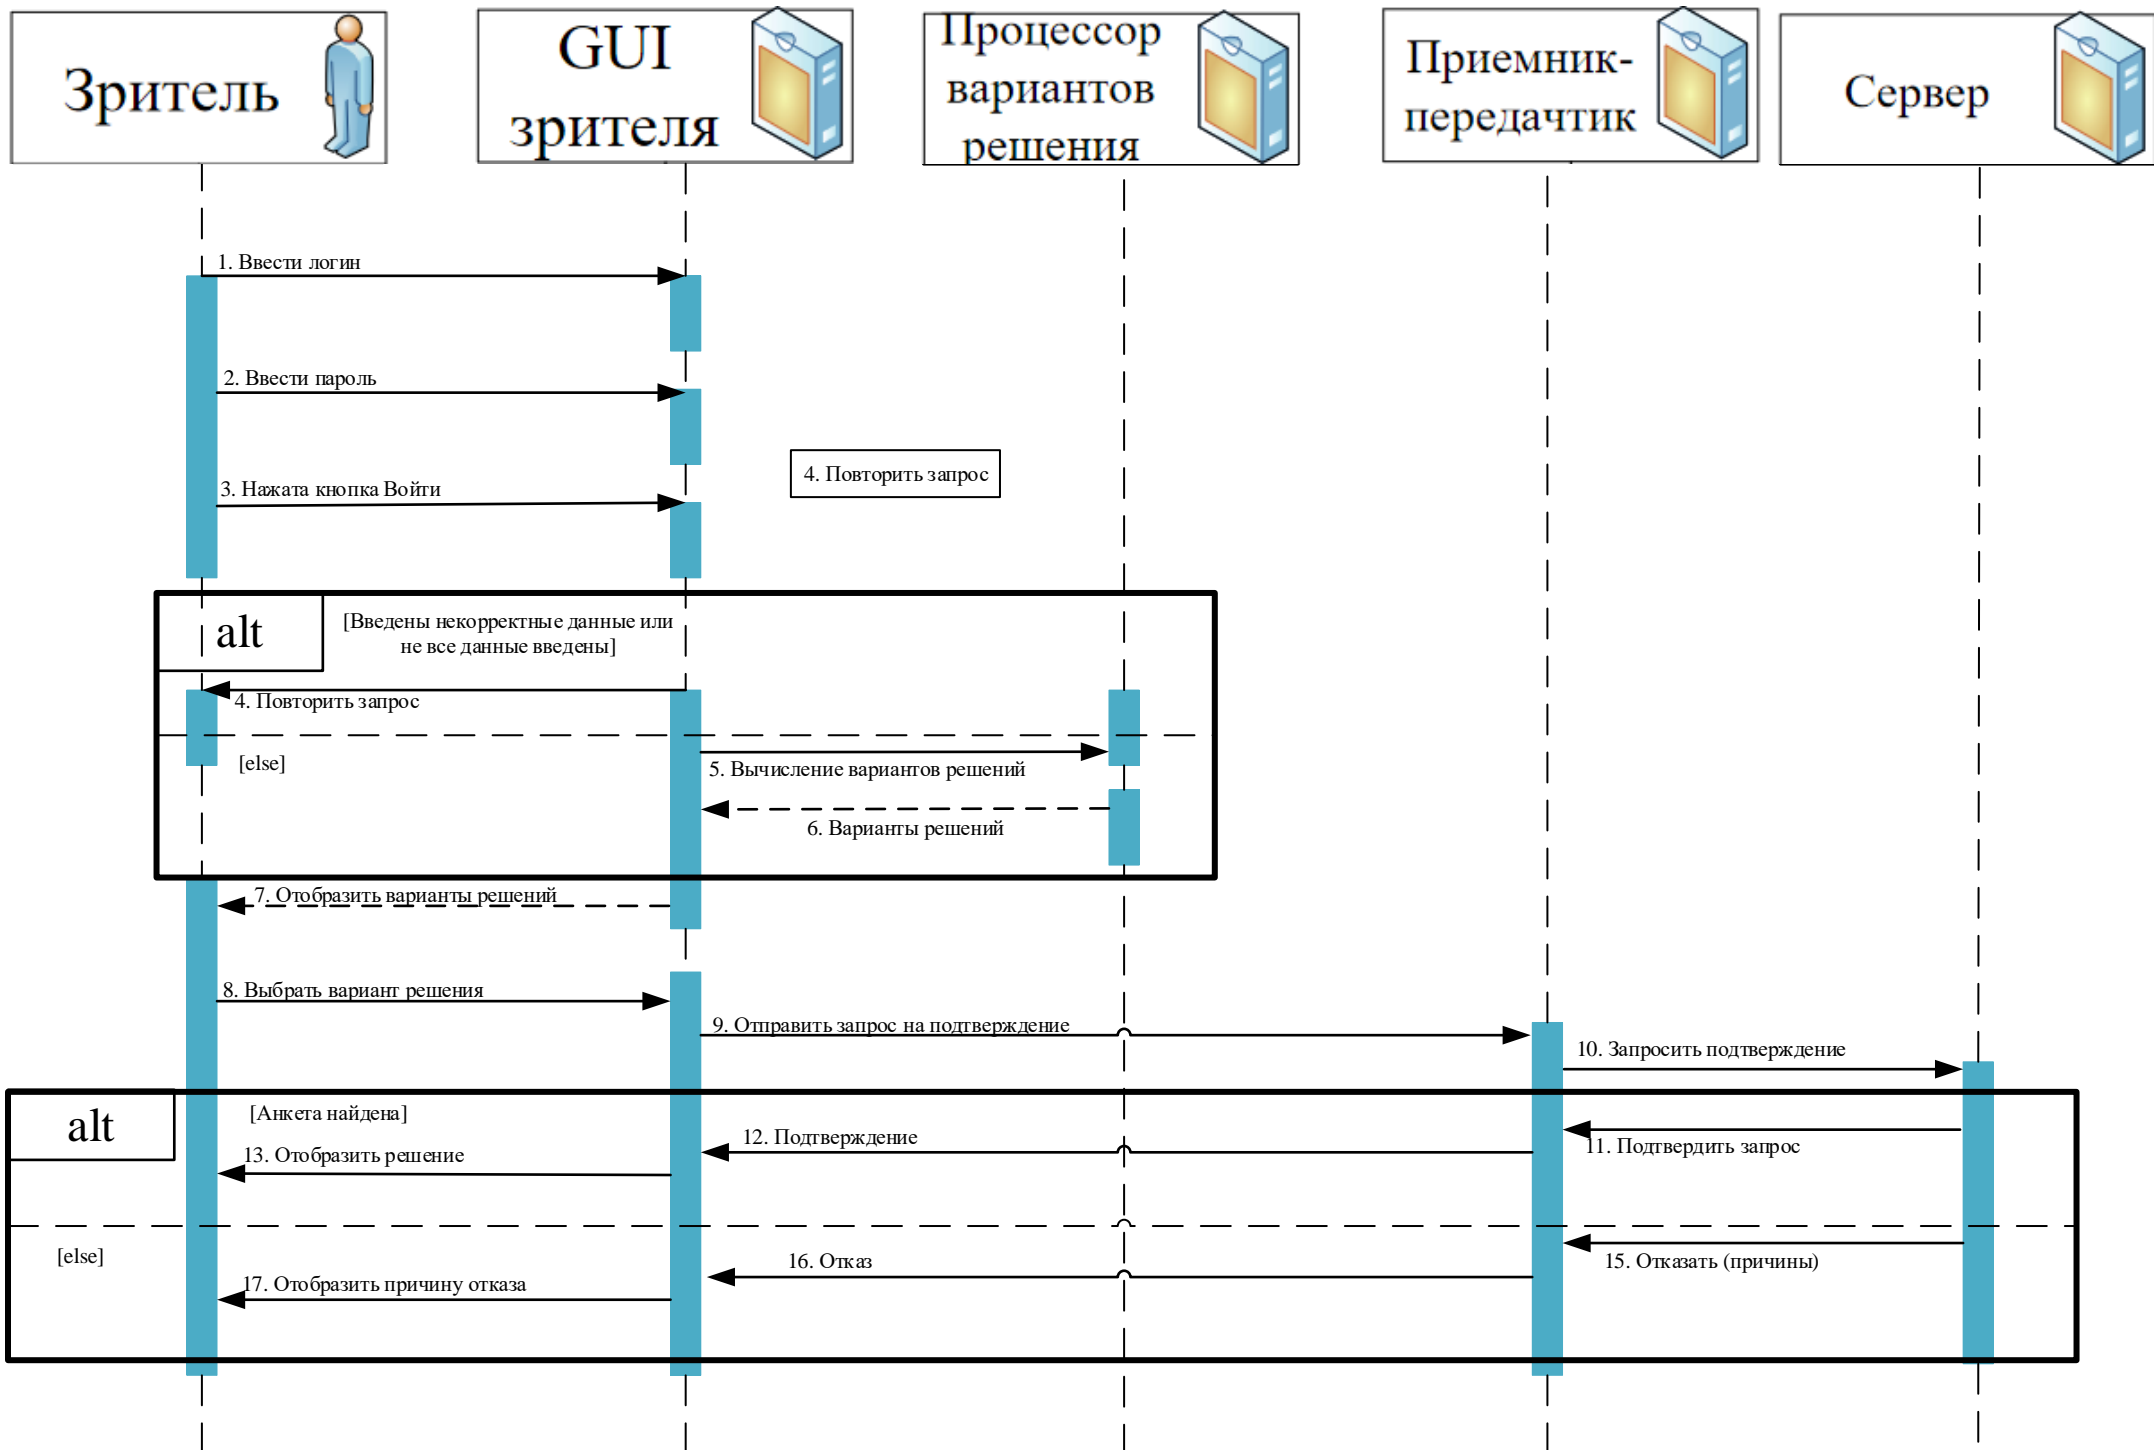 Зритель
GUI
зрителя
Процессор
вариантов
решения
Приемник-
передачтик
Сервер
1. Ввести логин
2. Ввести пароль
4. Повторить запрос
3. Нажата кнопка Войти
alt
[Введены некорректные данные или
не все данные введены]
4. Повторить запрос
[else]
5. Вычисление вариантов решений
6. Варианты решений
7. Отобразить варианты решений
8. Выбрать вариант решения
9. Отправить запрос на подтверждение
10. Запросить подтверждение
alt
[Анкета найдена]
12. Подтверждение
11. Подтвердить запрос
13. Отобразить решение
[else]
16. Отказ
15. Отказать (причины)
17. Отобразить причину отказа